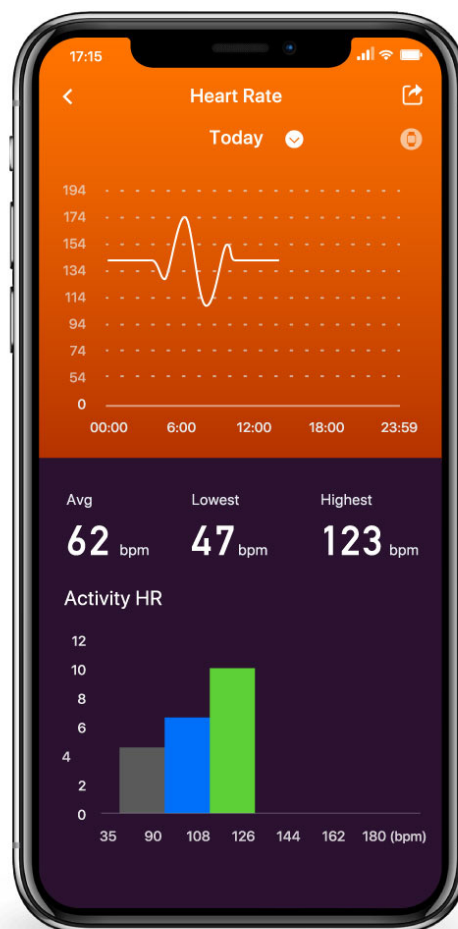 17:15
Heart Rate
Today
194
174
154
134
114
94
74
54
0
00:00 6:00 12:00 18:00 23:59
Avg Lowest Highest
62 bpm 47 bpm 123 bpm
Activity HR
12
10
8
6
4
2
0
35 90 108 126 144 162 180 (bpm)